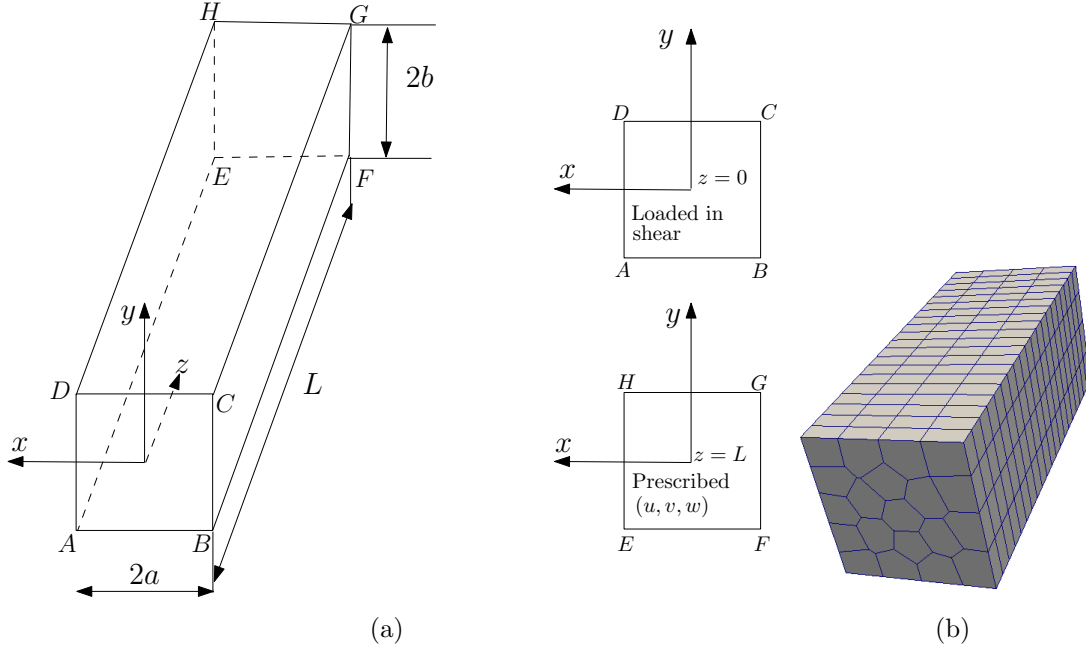 H
G
2b
E
F
y
z
D
C
L
x
A
B
2a
(a)
y
D
C
x
z = 0
Loaded in
shear
A
B
y
H
G
x
z = L
Prescribed
(u, v, w)
E
F
(b)